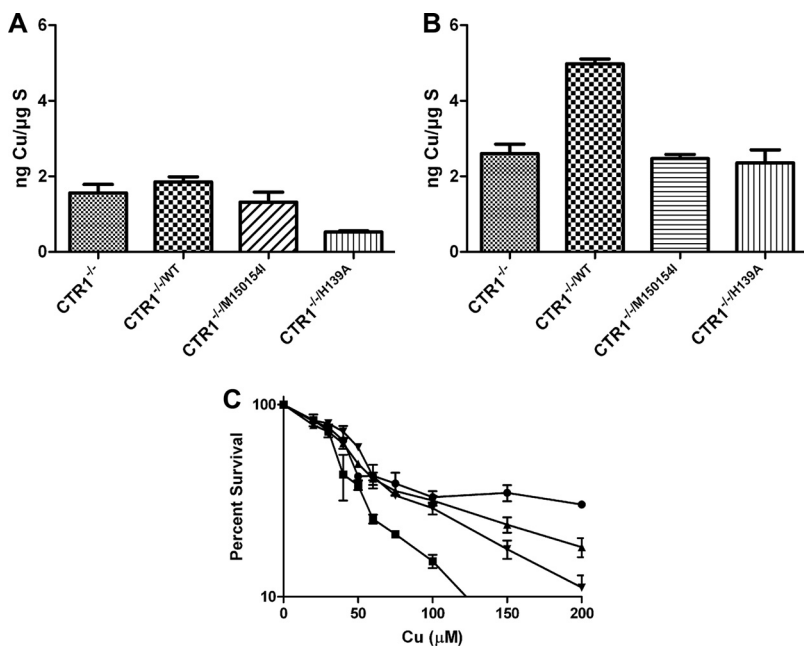 A
B
6
4
2
0
ng Cu/µg S
CTR1-/-
CTR1-/-/WT
CTR1-/-/M150154I
CTR1-/-/H139A
6
4
2
0
ng Cu/µg S
CTR1-/-
CTR1-/-/WT
CTR1-/-/M150154I
CTR1-/-/H139A
C
100
10
Percent Survival
0
50
100
150
200
Cu (µM)